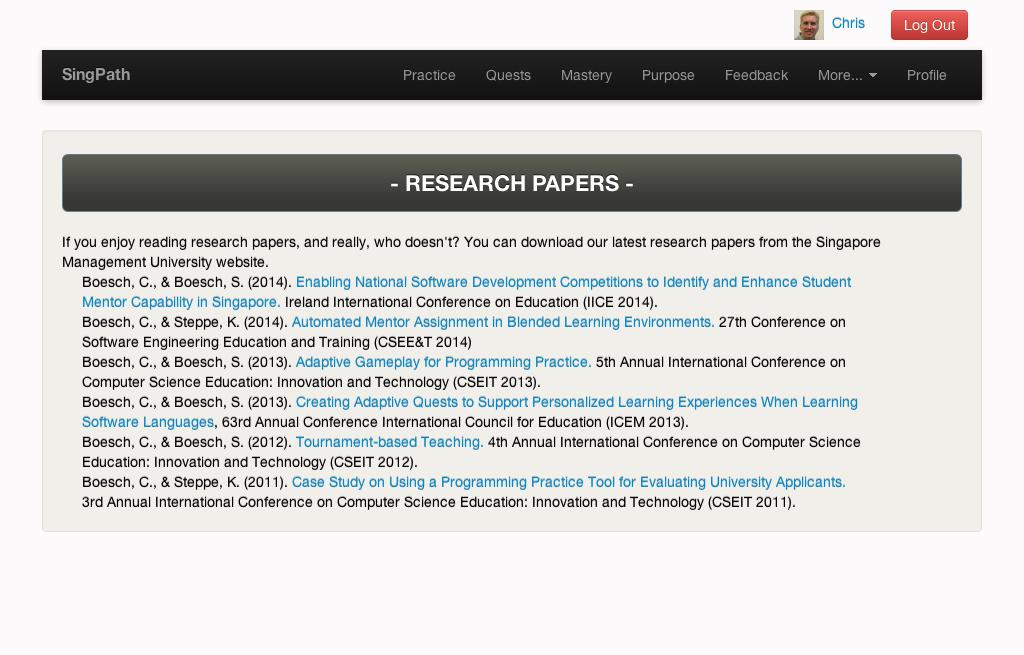 Chris
Log Out
SingPath
Practice
Quests
Mastery
Purpose
Feedback
More...
Profile
- RESEARCH PAPERS -
If you enjoy reading research papers, and really, who doesn't? You can download our latest research papers from the Singapore
Management University website.
Boesch, C., & Boesch, S. (2014). Enabling National Software Development Competitions to Identify and Enhance Student
Mentor Capability in Singapore. Ireland International Conference on Education (IICE 2014).
Boesch, C., & Steppe, K. (2014). Automated Mentor Assignment in Blended Learning Environments. 27th Conference on
Software Engineering Education and Training (CSEE&T 2014)
Boesch, C., & Boesch, S. (2013). Adaptive Gameplay for Programming Practice. 5th Annual International Conference on
Computer Science Education: Innovation and Technology (CSEIT 2013).
Boesch, C., & Boesch, S. (2013). Creating Adaptive Quests to Support Personalized Learning Experiences When Learning
Software Languages, 63rd Annual Conference International Council for Education (ICEM 2013).
Boesch, C., & Boesch, S. (2012). Tournament-based Teaching. 4th Annual International Conference on Computer Science
Education: Innovation and Technology (CSEIT 2012).
Boesch, C., & Steppe, K. (2011). Case Study on Using a Programming Practice Tool for Evaluating University Applicants.
3rd Annual International Conference on Computer Science Education: Innovation and Technology (CSEIT 2011).